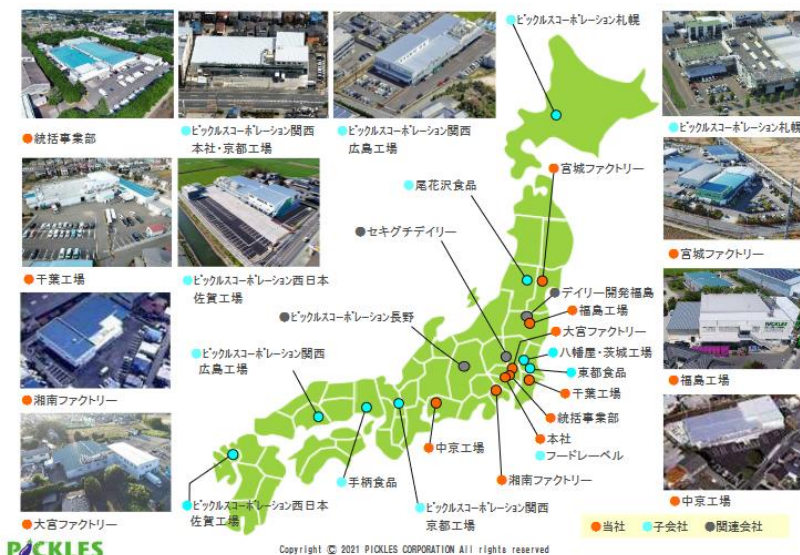 ピックルスコーポレーション札幌
●統括事業部
●ピックルスコーポレーション関西
本社・京都工場
●ピックルスコーポレーション関西
広島工場
●ピックルスコーポレーション札幌
●宮城ファクトリー
●尾花沢食品
●セキグチデイリー
●宮城ファクトリー
●千葉工場
●ピックルスコーポレーション西日本
佐賀工場
●デイリー開発福島
●福島工場
●ピックルスコーポレーション長野
●大宮ファクトリー
●八幡屋・茨城工場
●ピックルスコーポレーション関西
広島工場
●東都食品
PICKLES
●福島工場
●千葉工場
●湘南ファクトリー
●統括事業部
●本社
●フードレーベル
●中京工場
●手柄食品
●湘南ファクトリー
●ピックルスコーポレーション西日本
佐賀工場
●ピックルスコーポレーション関西
京都工場
●中京工場
●大宮ファクトリー
●当社 ●子会社 ●関連会社
PICKLES
Copyright © 2021 PICKLES CORPORATION All rights reserved